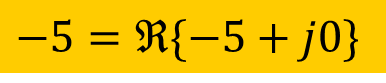 −5 = ℜ{−5 + j0}